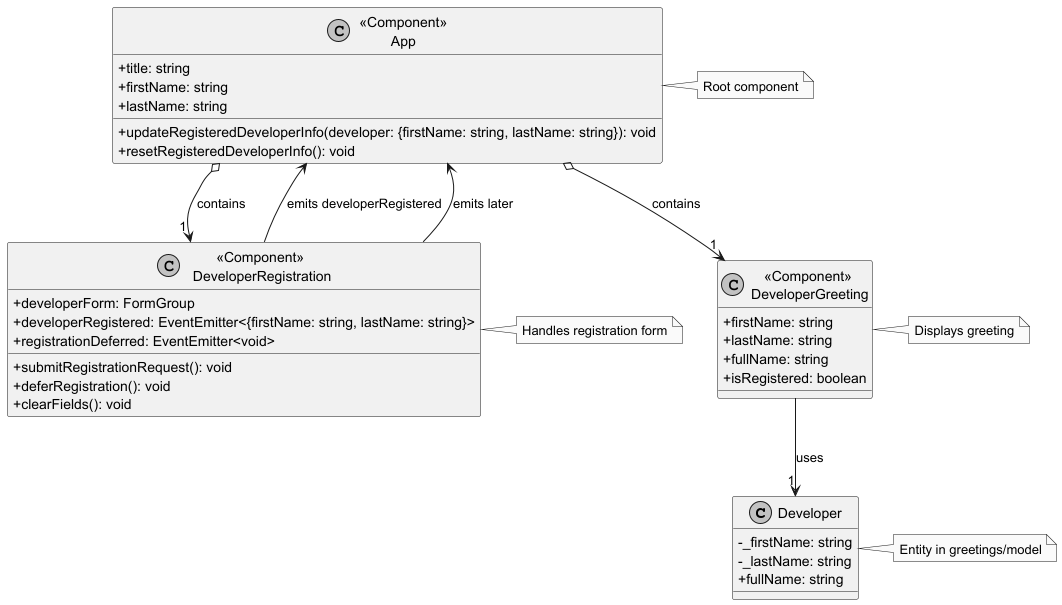 C
«Component»
App
+title: string
+firstName: string
+lastName: string
+updateRegisteredDeveloperInfo(developer: {firstName: string, lastName: string}): void
+resetRegisteredDeveloperInfo(): void
Root component
contains
emits developerRegistered
emits later
contains
1
1
C
«Component»
DeveloperRegistration
+developerForm: FormGroup
+developerRegistered: EventEmitter<{firstName: string, lastName: string}>
+registrationDeferred: EventEmitter<void>
+submitRegistrationRequest(): void
+deferRegistration(): void
+clearFields(): void
Handles registration form
C
«Component»
DeveloperGreeting
+firstName: string
+lastName: string
+fullName: string
+isRegistered: boolean
Displays greeting
uses
1
C
Developer
-_firstName: string
-_lastName: string
+fullName: string
Entity in greetings/model